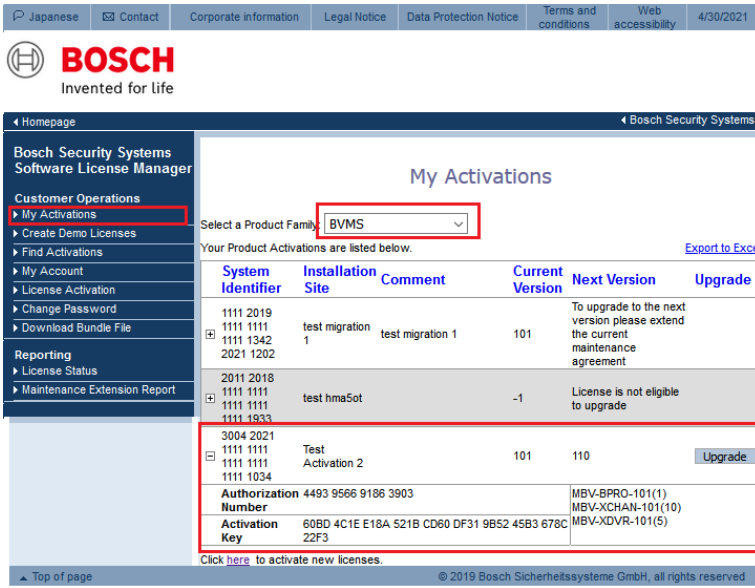 Japanese
Contact
Corporate information
Legal Notice
Data Protection Notice
Terms and
conditions
Web
accessibility
4/30/2021
BOSCH
Invented for life
Homepage
Bosch Security Systems
Bosch Security Systems
Software License Manager
Customer Operations
My Activations
Create Demo Licenses
Find Activations
My Account
License Activation
Change Password
Download Bundle File
Reporting
License Status
Maintenance Extension Report
My Activations
Select a Product Family: BVMS
Your Product Activations are listed below.
Export to Exce
System
Identifier
Installation
Site
Comment
Current
Version
Next Version
Upgrade
1111 2019
1111 1111
1111 1342
2021 1202
test migration
1
test migration 1
101
To upgrade to the next
version please extend
the current
maintenance
agreement
2011 2018
1111 1111
1111 1111
1111 1933
test hma5ot
-1
License is not eligible
to upgrade
3004 2021
1111 1111
1111 1111
1111 1034
Test
Activation 2
101
110
Upgrade
Authorization
Number
4493 9566 9186 3903
Activation
Key
60BD 4C1E E18A 521B CD60 DF31 9B52 45B3 678C
22F3
MBV-BPRO-101(1)
MBV-XCHAN-101(10)
MBV-XDVR-101(5)
Click here to activate new licenses.
Top of page
© 2019 Bosch Sicherheitssysteme GmbH, all rights reserved